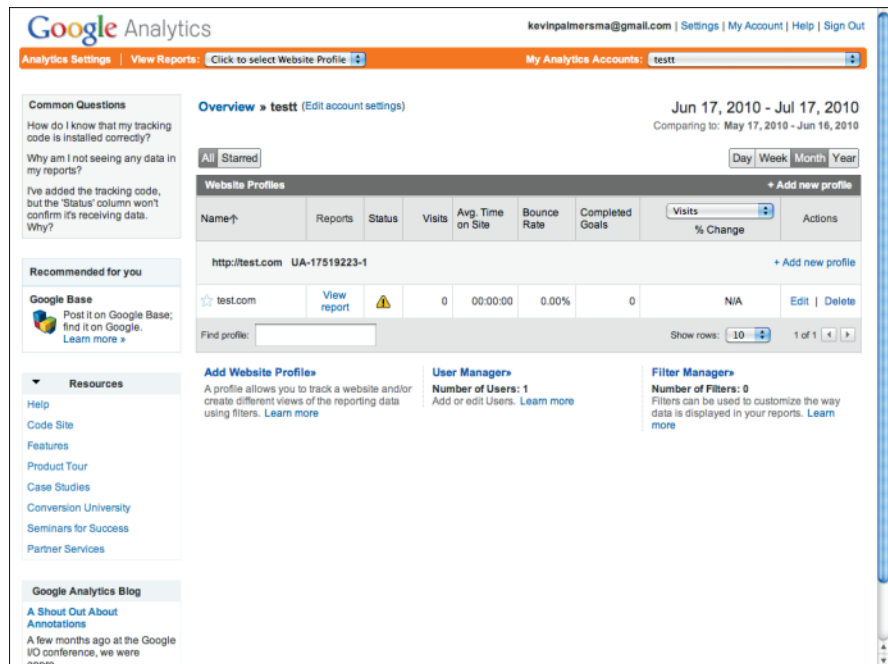 Google Analytics
kevinpalmersma@gmail.com | Settings | My Account | Help | Sign Out
Analytics Settings | View Reports: Click to select Website Profile My Analytics Accounts: testt
Common Questions
How do I know that my tracking
code is installed correctly?
Why am I not seeing any data in
my reports?
I've added the tracking code,
but the 'Status' column won't
confirm it's receiving data.
Why?
Recommended for you
Google Base
Post it on Google Base;
find it on Google.
Learn more »
Resources
Help
Code Site
Features
Product Tour
Case Studies
Conversion University
Seminars for Success
Partner Services
Google Analytics Blog
A Shout Out About
Annotations
A few months ago at the Google
I/O conference, we were
Overview » testt (Edit account settings)
Jun 17, 2010 - Jul 17, 2010
Comparing to: May 17, 2010 - Jun 16, 2010
All Starred
Day Week Month Year
Website Profiles + Add new profile
Name↑ Reports Status Visits Avg. Time on Site Bounce Rate Completed Goals Visits % Change Actions
http://test.com UA-17519223-1 + Add new profile
test.com View report 0 00:00:00 0.00% 0 N/A Edit | Delete
Find profile: Show rows: 10 1 of 1
Add Website Profile»
A profile allows you to track a website and/or
create different views of the reporting data
using filters. Learn more
User Manager»
Number of Users: 1
Add or edit Users. Learn more
Filter Manager»
Number of Filters: 0
Filters can be used to customize the way
data is displayed in your reports. Learn
more